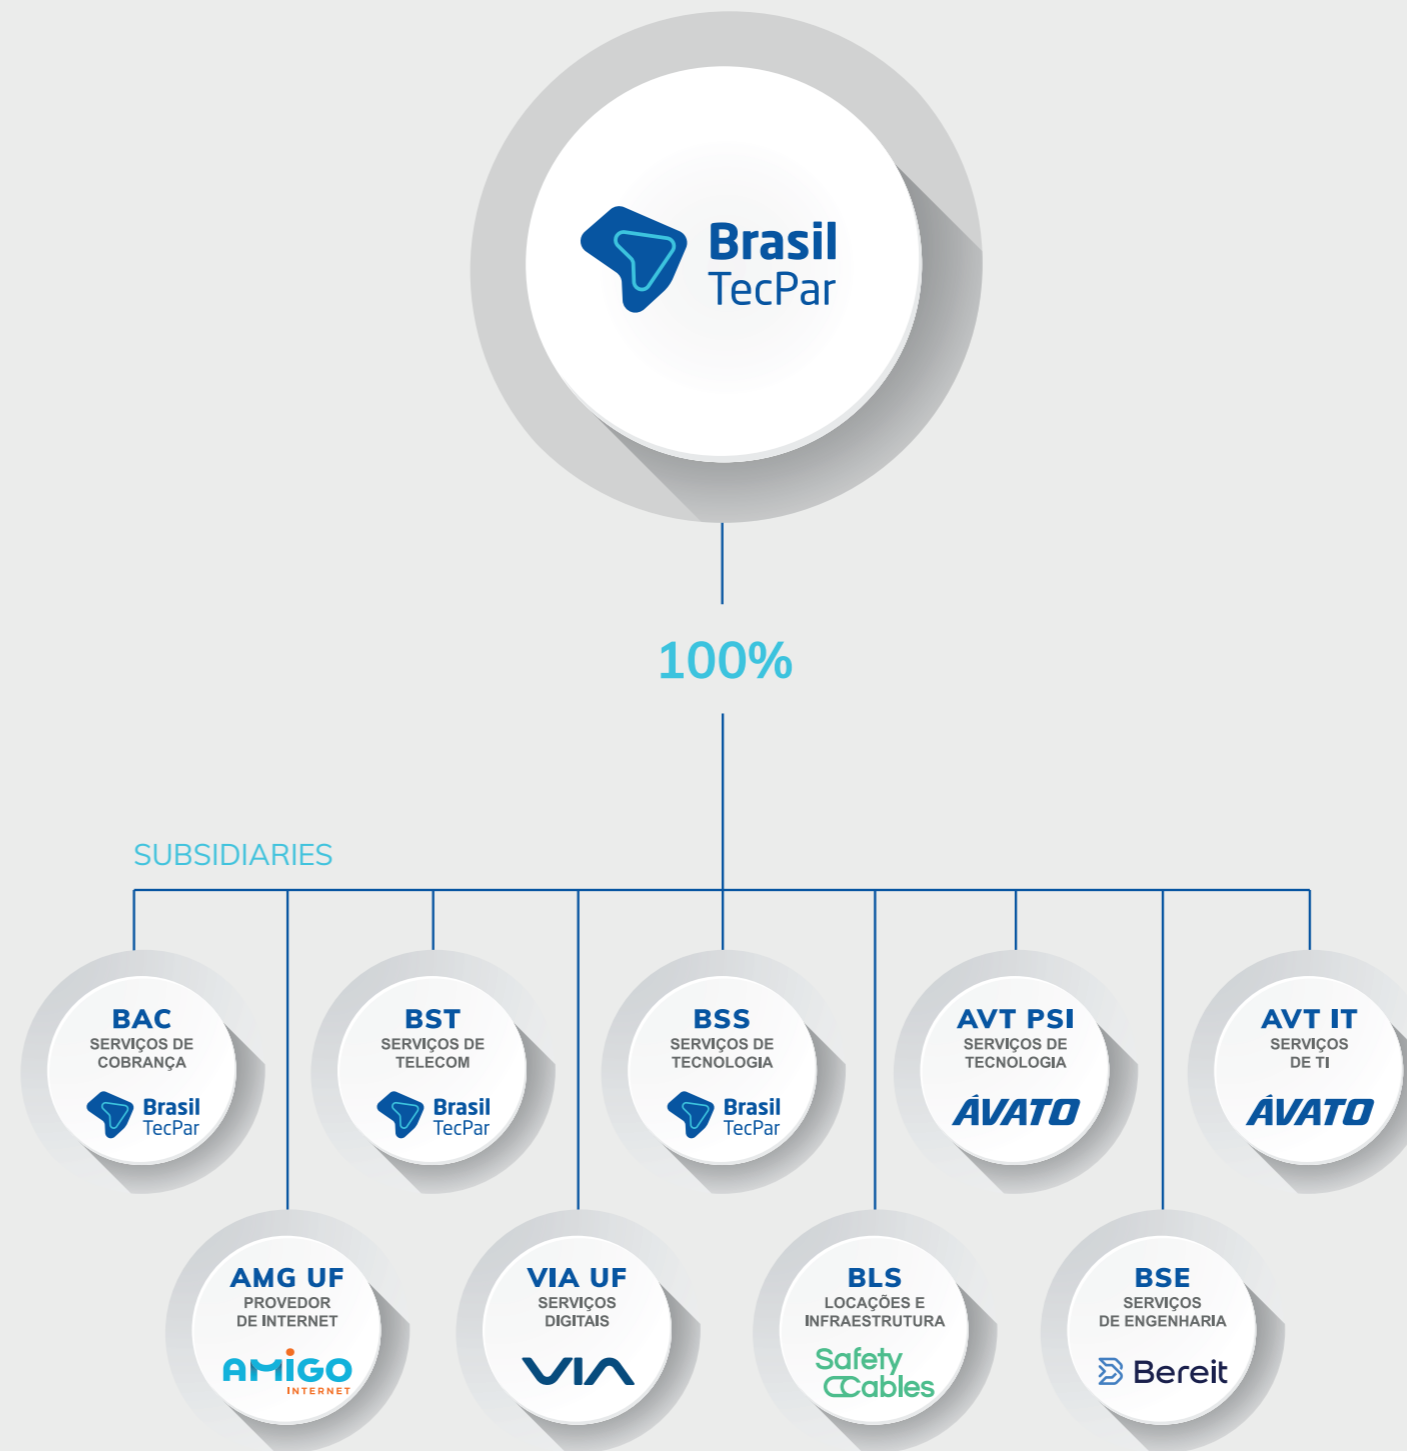 Brasil
TecPar
100%
SUBSIDIARIES
BAC
SERVIÇOS DE
COBRANÇA
Brasil
TecPar
BST
SERVIÇOS DE
TELECOM
Brasil
TecPar
BSS
SERVIÇOS DE
TECNOLOGIA
Brasil
TecPar
AVT PSI
SERVIÇOS DE
TECNOLOGIA
ÁVATO
AVT IT
SERVIÇOS
DE TI
ÁVATO
AMG UF
PROVEDOR
DE INTERNET
AMiGO
INTERNET
VIA UF
SERVIÇOS
DIGITAIS
VIA
BLS
LOCAÇÕES E
INFRAESTRUTURA
Safety
Cables
BSE
SERVIÇOS
DE ENGENHARIA
Bereit